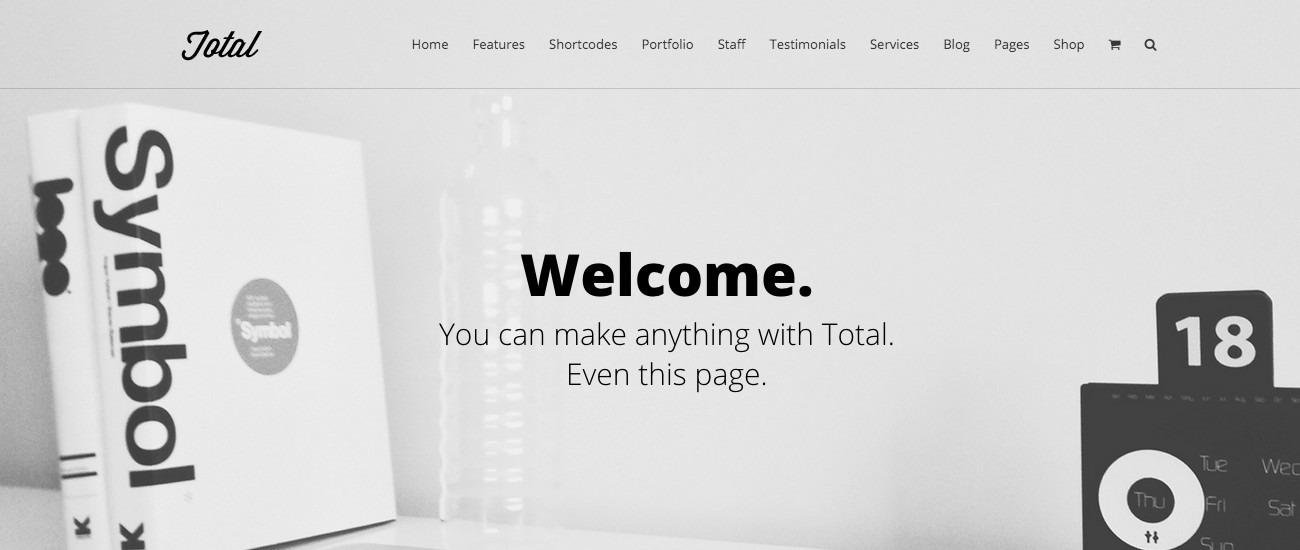 Total
Home Features Shortcodes Portfolio Staff Testimonials Services Blog Pages Shop
Symbol
logo
Symbol
Welcome.
You can make anything with Total.
Even this page.
18
Tue Wed
Thu Fri Sat
Sun
K
K